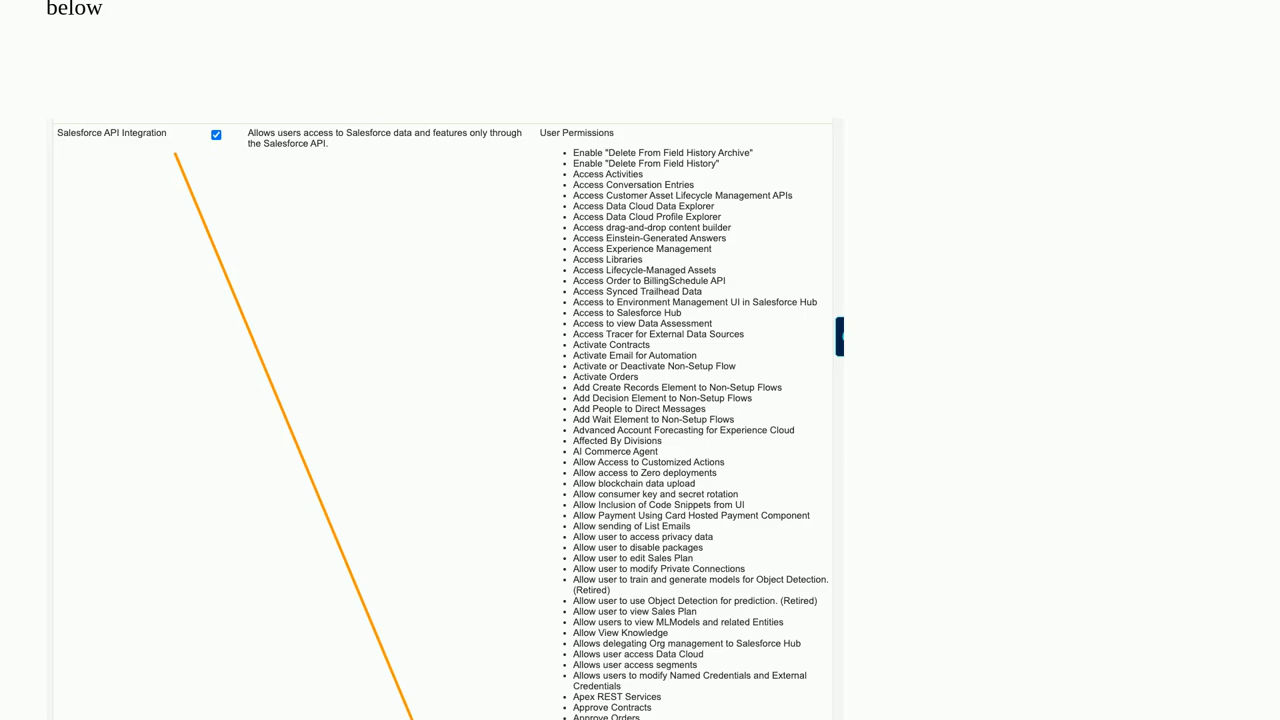 below
Salesforce API Integration
Allows users access to Salesforce data and features only through
the Salesforce API.
User Permissions
Enable "Delete From Field History Archive"
Enable "Delete From Field History"
Access Activities
Access Conversation Entries
Access Customer Asset Lifecycle Management APIs
Access Data Cloud Data Explorer
Access Data Cloud Profile Explorer
Access drag-and-drop content builder
Access Einstein-Generated Answers
Access Experience Management
Access Libraries
Access Lifecycle-Managed Assets
Access Order to BillingSchedule API
Access Synced Trailhead Data
Access to Environment Management UI in Salesforce Hub
Access to Salesforce Hub
Access to view Data Assessment
Access Tracer for External Data Sources
Activate Contracts
Activate Email for Automation
Activate or Deactivate Non-Setup Flow
Activate Orders
Add Create Records Element to Non-Setup Flows
Add Decision Element to Non-Setup Flows
Add People to Direct Messages
Add Wait Element to Non-Setup Flows
Advanced Account Forecasting for Experience Cloud
Affected By Divisions
AI Commerce Agent
Allow Access to Customized Actions
Allow access to Zero deployments
Allow blockchain data upload
Allow consumer key and secret rotation
Allow Inclusion of Code Snippets from UI
Allow Payment Using Card Hosted Payment Component
Allow sending of List Emails
Allow user to access privacy data
Allow user to disable packages
Allow user to edit Sales Plan
Allow user to modify Private Connections
Allow user to train and generate models for Object Detection.
(Retired)
Allow user to use Object Detection for prediction. (Retired)
Allow user to view Sales Plan
Allow users to view MLModels and related Entities
Allow View Knowledge
Allows delegating Org management to Salesforce Hub
Allows user access Data Cloud
Allows user access segments
Allows users to modify Named Credentials and External
Credentials
Apex REST Services
Approve Contracts
Approve Orders